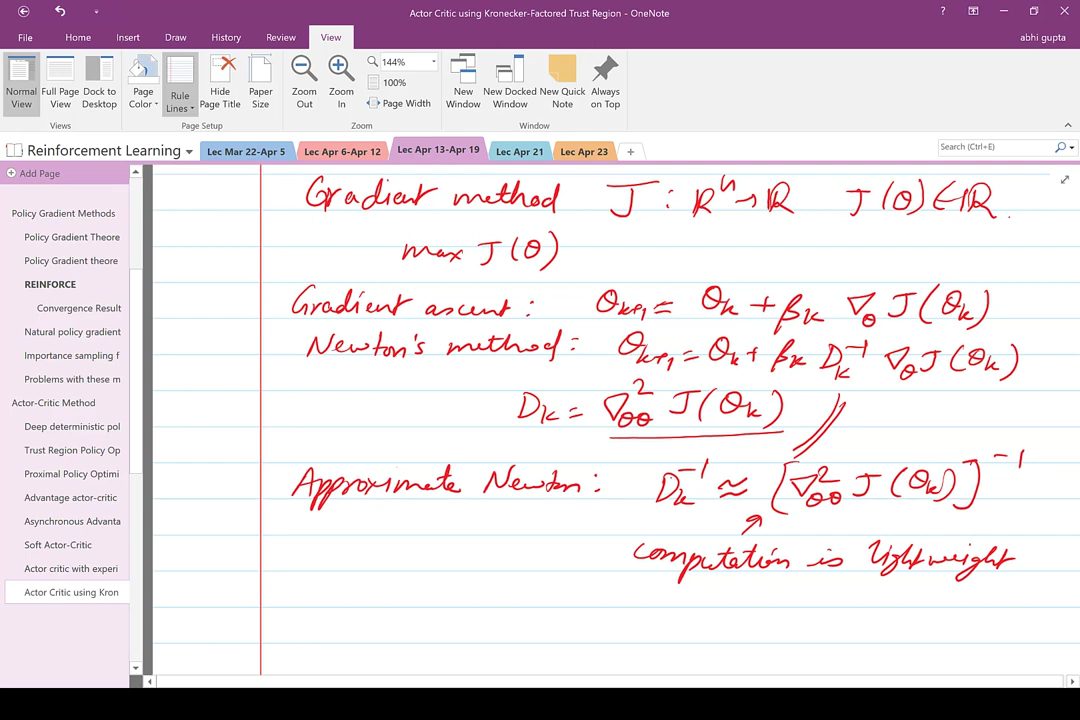 Actor Critic using Kronecker-Factored Trust Region - OneNote
File Home Insert Draw History Review View abhi gupta
Normal View Full Page View Dock to Desktop Page Color Rule Lines Hide Page Title Paper Size Zoom Out Zoom In 144% 100% Page Width New Window New Docked Window New Quick Note Always on Top
Views Page Setup Zoom Window
Reinforcement Learning Lec Mar 22-Apr 5 Lec Apr 6-Apr 12 Lec Apr 13-Apr 19 Lec Apr 21 Lec Apr 23 Search (Ctrl+E)
Add Page
Policy Gradient Methods
Policy Gradient Theore
Policy Gradient theore
REINFORCE
Convergence Result
Natural policy gradient
Importance sampling f
Problems with these m
Actor-Critic Method
Deep deterministic pol
Trust Region Policy Op
Proximal Policy Optimi
Advantage actor-critic
Asynchronous Advanta
Soft Actor-Critic
Actor critic with experi
Actor Critic using Kron
Gradient method J : ℝⁿ → ℝ J(θ) ∈ ℝ.
max J(θ)
Gradient ascent : θ_{k+1} = θ_k + β_k ∇_θ J(θ_k)
Newton's method : θ_{k+1} = θ_k + β_k D_k^{-1} ∇_θ J(θ_k)
D_k = ∇²_{θθ} J(θ_k)
Approximate Newton : D_k^{-1} ≈ [∇²_{θθ} J(θ_k)]^{-1}
computation is lightweight